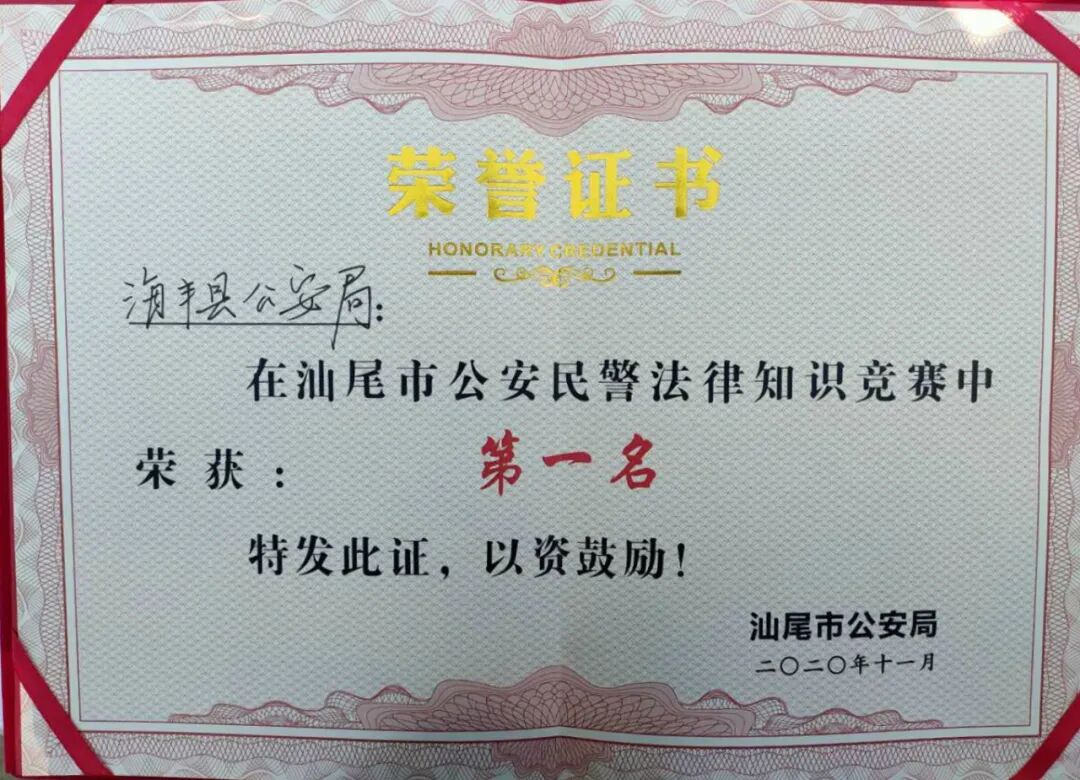 荣誉证书
HONORARY CREDENTIAL
海丰县公安局：
在汕尾市公安民警法律知识竞赛中
荣获：第一名
特发此证，以资鼓励！
汕尾市公安局
二〇二〇年十一月